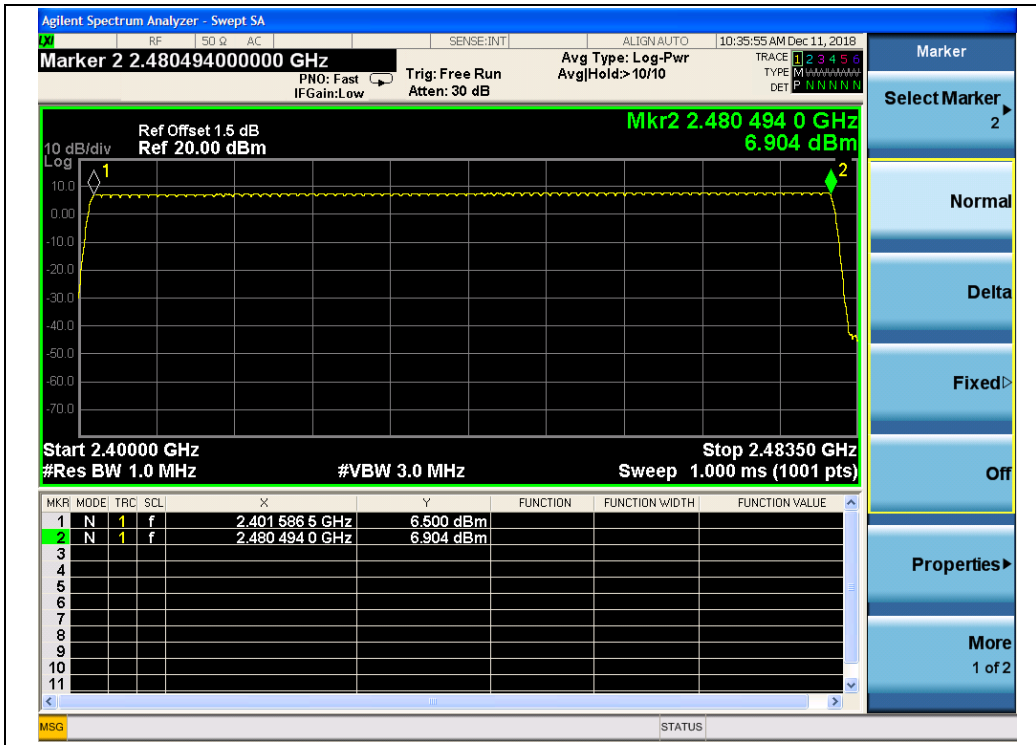 Agilent Spectrum Analyzer - Swept SA
LXI RF 50 Ω AC SENSE:INT ALIGN AUTO 10:35:55 AM Dec 11, 2018
Marker 2 2.480494000000 GHz
PNO: Fast
IFGain:Low
Trig: Free Run
Atten: 30 dB
Avg Type: Log-Pwr
Avg|Hold:>10/10
TRACE 1 2 3 4 5 6
TYPE M
DET P N N N N N
Mkr2 2.480 494 0 GHz
6.904 dBm
Ref Offset 1.5 dB
10 dB/div Ref 20.00 dBm
Log
1
2
10.0
0.00
-10.0
-20.0
-30.0
-40.0
-50.0
-60.0
-70.0
Start 2.40000 GHz Stop 2.48350 GHz
#Res BW 1.0 MHz #VBW 3.0 MHz Sweep 1.000 ms (1001 pts)
MKR MODE TRC SCL X Y FUNCTION FUNCTION WIDTH FUNCTION VALUE
1 N 1 f 2.401 586 5 GHz 6.500 dBm
2 N 1 f 2.480 494 0 GHz 6.904 dBm
3
4
5
6
7
8
9
10
11
MSG STATUS
Marker
Select Marker
2
Normal
Delta
Fixed
Off
Properties
More
1 of 2